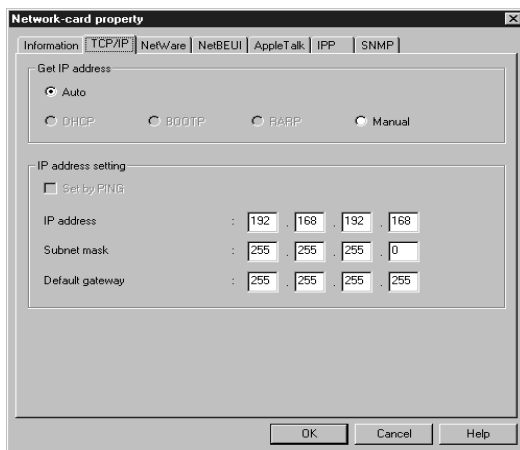 Network-card property
Information TCP/IP NetWare NetBEUI AppleTalk IPP SNMP
Get IP address
Auto
DHCP BOOTP RARP Manual
IP address setting
Set by PING
IP address : 192 . 168 . 192 . 168
Subnet mask : 255 . 255 . 255 . 0
Default gateway : 255 . 255 . 255 . 255
OK Cancel Help